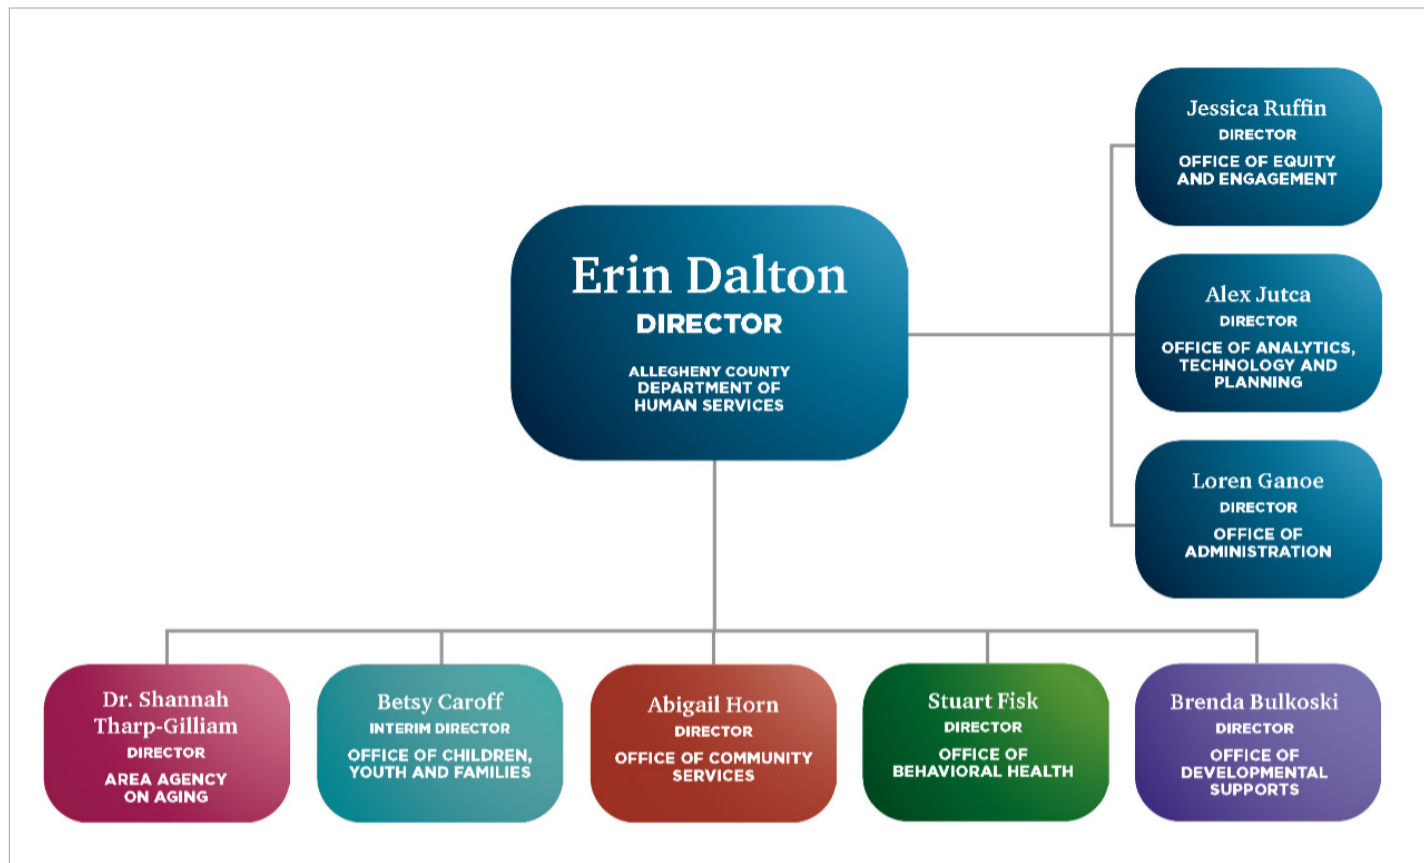 Jessica Ruffin
DIRECTOR
OFFICE OF EQUITY
AND ENGAGEMENT
Erin Dalton
DIRECTOR
ALLEGHENY COUNTY
DEPARTMENT OF
HUMAN SERVICES
Alex Jutca
DIRECTOR
OFFICE OF ANALYTICS,
TECHNOLOGY AND
PLANNING
Loren Ganoe
DIRECTOR
OFFICE OF
ADMINISTRATION
Dr. Shannah
Tharp-Gilliam
DIRECTOR
AREA AGENCY
ON AGING
Betsy Caroff
INTERIM DIRECTOR
OFFICE OF CHILDREN,
YOUTH AND FAMILIES
Abigail Horn
DIRECTOR
OFFICE OF COMMUNITY
SERVICES
Stuart Fisk
DIRECTOR
OFFICE OF
BEHAVIORAL HEALTH
Brenda Bulkoski
DIRECTOR
OFFICE OF
DEVELOPMENTAL
SUPPORTS